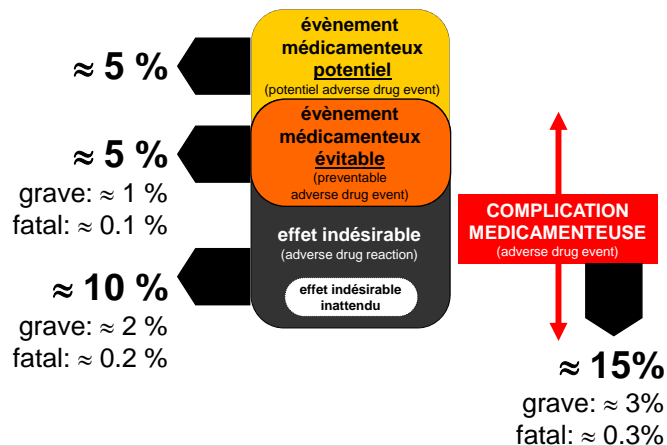 évènement
médicamenteux
potentiel
(potentiel adverse drug event)
≈ 5 %
évènement
médicamenteux
évitable
(preventable
adverse drug event)
≈ 5 %
grave: ≈ 1 %
fatal: ≈ 0.1 %
effet indésirable
(adverse drug reaction)
effet indésirable
inattendu
≈ 10 %
grave: ≈ 2 %
fatal: ≈ 0.2 %
COMPLICATION
MEDICAMENTEUSE
(adverse drug event)
≈ 15%
grave: ≈ 3%
fatal: ≈ 0.3%